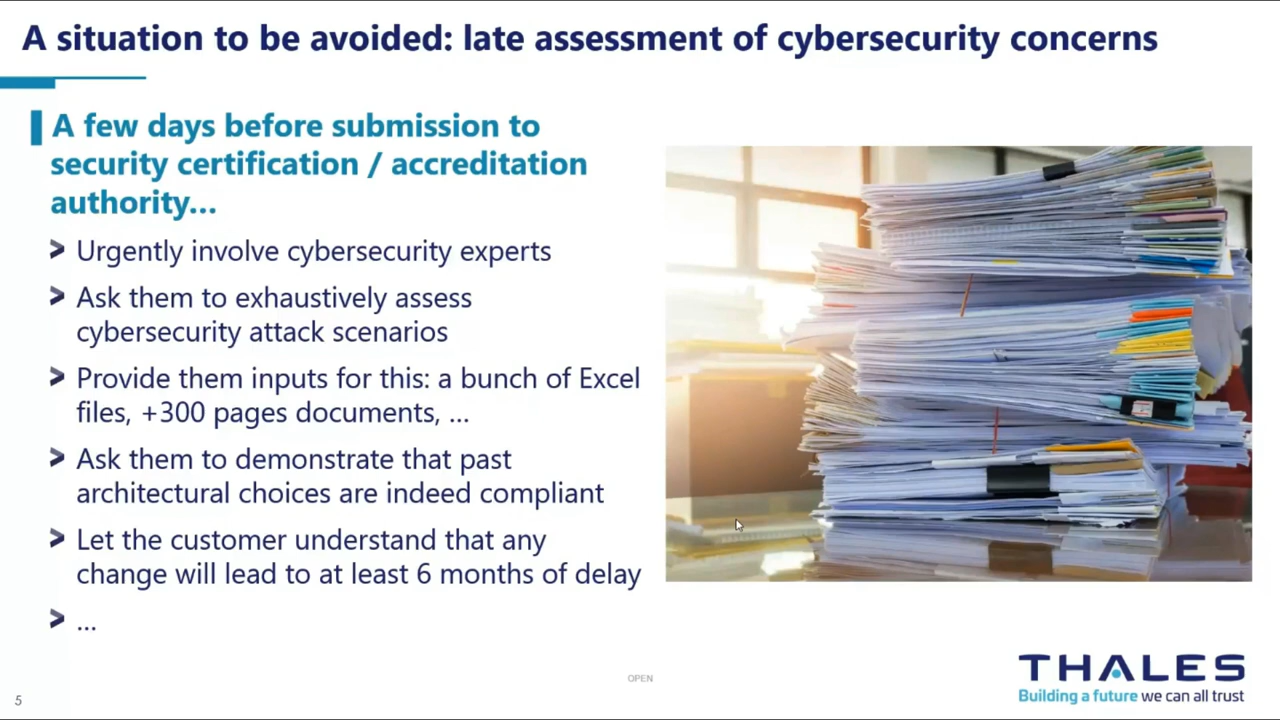 A situation to be avoided: late assessment of cybersecurity concerns
A few days before submission to
security certification / accreditation
authority...
> Urgently involve cybersecurity experts
> Ask them to exhaustively assess
cybersecurity attack scenarios
> Provide them inputs for this: a bunch of Excel
files, +300 pages documents, ...
> Ask them to demonstrate that past
architectural choices are indeed compliant
> Let the customer understand that any
change will lead to at least 6 months of delay
> ...
THALES
Building a future we can all trust
OPEN
5